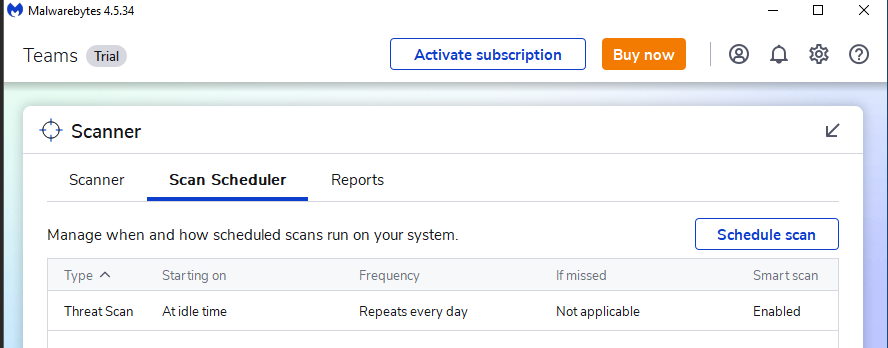 Malwarebytes 4.5.34
Teams Trial Activate subscription Buy now
Scanner
Scanner Scan Scheduler Reports
Manage when and how scheduled scans run on your system. Schedule scan
Type Starting on Frequency If missed Smart scan
Threat Scan At idle time Repeats every day Not applicable Enabled